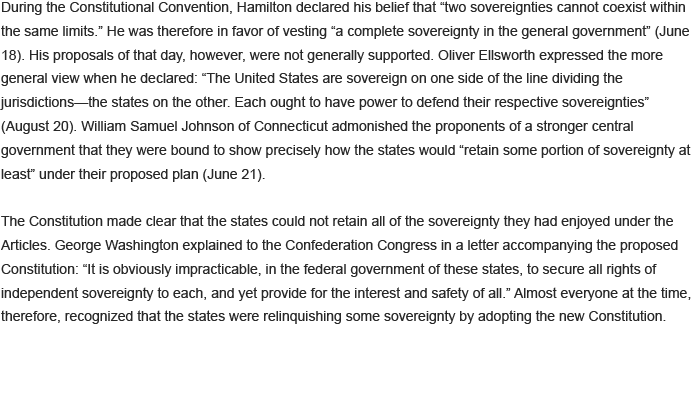 During the Constitutional Convention, Hamilton declared his belief that “two sovereignties cannot coexist within
the same limits.” He was therefore in favor of vesting “a complete sovereignty in the general government” (June
18). His proposals of that day, however, were not generally supported. Oliver Ellsworth expressed the more
general view when he declared: “The United States are sovereign on one side of the line dividing the
jurisdictions—the states on the other. Each ought to have power to defend their respective sovereignties”
(August 20). William Samuel Johnson of Connecticut admonished the proponents of a stronger central
government that they were bound to show precisely how the states would “retain some portion of sovereignty at
least” under their proposed plan (June 21).

The Constitution made clear that the states could not retain all of the sovereignty they had enjoyed under the
Articles. George Washington explained to the Confederation Congress in a letter accompanying the proposed
Constitution: “It is obviously impracticable, in the federal government of these states, to secure all rights of
independent sovereignty to each, and yet provide for the interest and safety of all.” Almost everyone at the time,
therefore, recognized that the states were relinquishing some sovereignty by adopting the new Constitution.